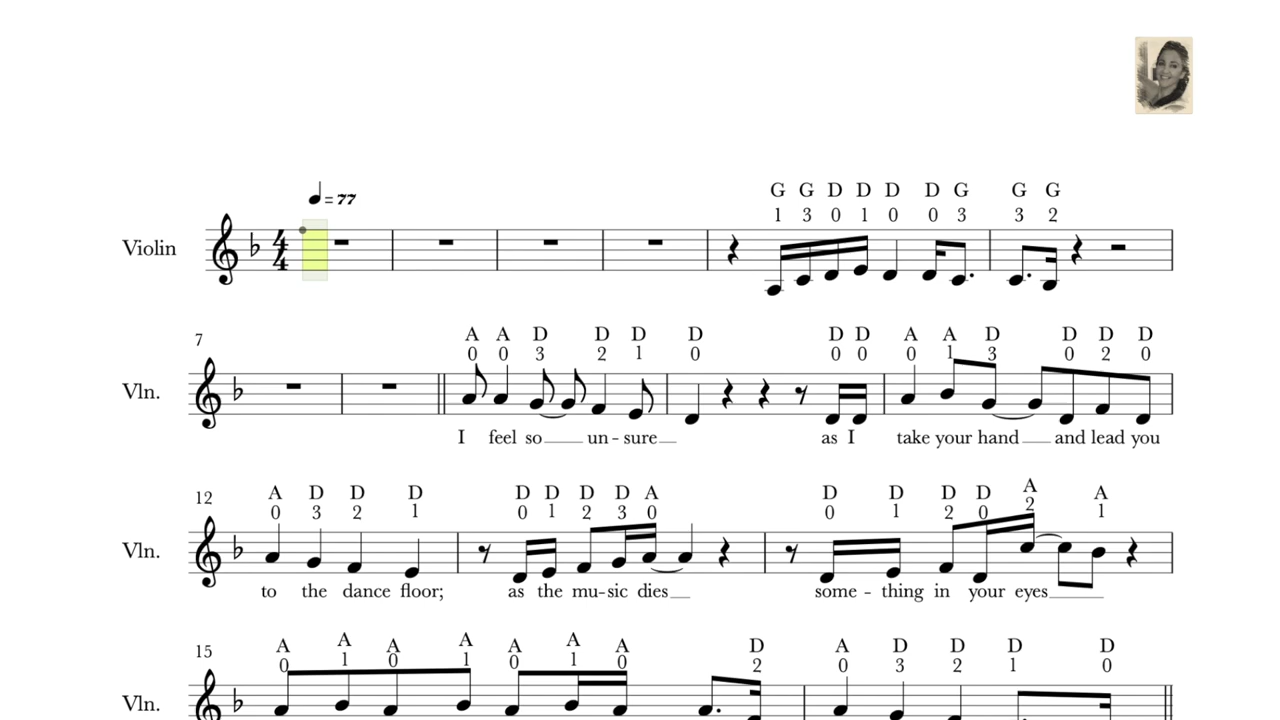 = 77
G G D D D D G G G
1 3 0 1 0 0 3 3 2
Violin
4
4
7
A A D D D D D D A A D D D D
0 0 3 2 1 0 0 0 0 1 3 0 2 0
Vln.
I feel so un - sure as I take your hand and lead you
12
A D D D D D D D A D D D D A A
0 3 2 1 0 1 2 3 0 0 1 2 0 2 1
Vln.
to the dance floor; as the mu - sic dies some - thing in your eyes
15
A A A A A A A D A D D D D
0 1 0 1 0 1 0 2 0 3 2 1 0
Vln.